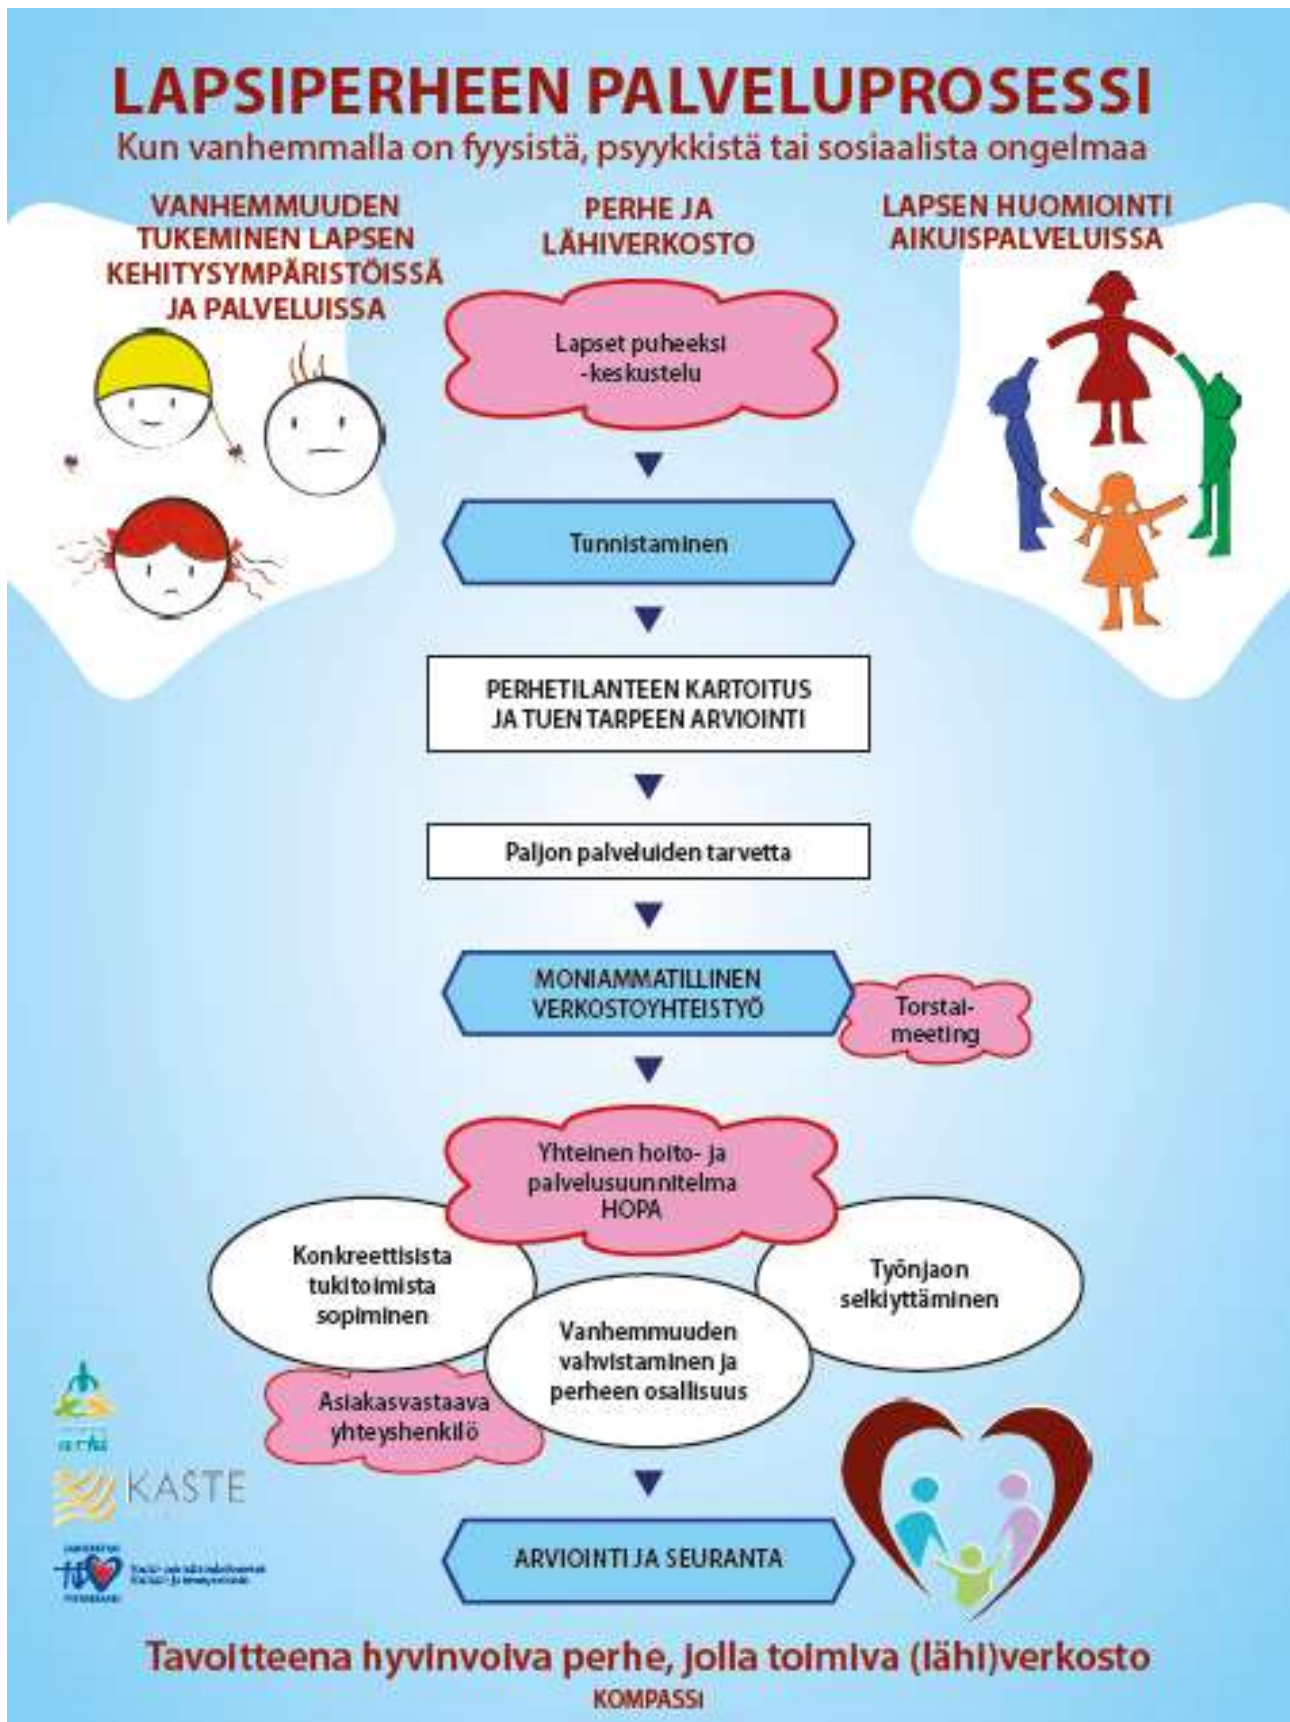 LAPSIPERHEEN PALVELUPROSESSI
Kun vanhemmalla on fyysistä, psyykkistä tai sosiaalista ongelmaa
VANHEMMUUDEN
TUKEMINEN LAPSEN
KEHITYSYMPÄRISTÖISSÄ
JA PALVELUISSA
PERHE JA
LÄHIVERKOSTO
LAPSEN HUOMIOINTI
AIKUISPALVELUISSA
Lapset puheeksi
-keskustelu
Tunnistaminen
PERHETILANTEEN KARTOITUS
JA TUEN TARPEEN ARVIOINTI
Paljon palveluiden tarvetta
MONIAMMATILLINEN
VERKOSTOYHTEISTYÖ
Torstai-
meeting
Yhteinen hoito- ja
palvelusuunnitelma
HOPA
Konkreettisista
tukitoimista
sopiminen
Työnjaon
selkiyttäminen
Vanhemmuuden
vahvistaminen ja
perheen osallisuus
Asiakasvastaava
yhteyshenkilö
KASTE
ARVIOINTI JA SEURANTA
Tavoitteena hyvinvoiva perhe, jolla toimiva (lähi)verkosto
KOMPASSI